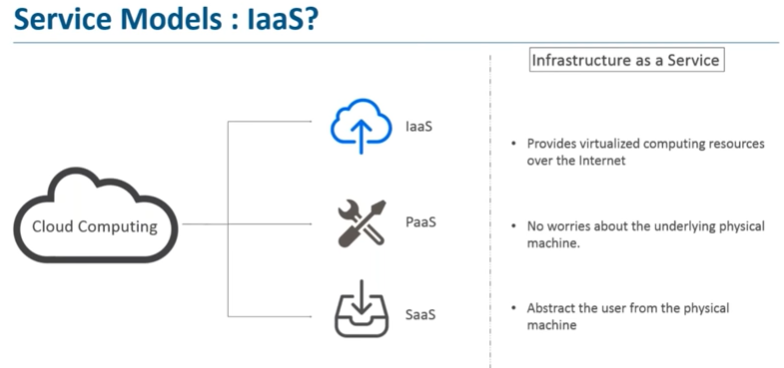 Service Models : IaaS?
Infrastructure as a Service
Cloud Computing
IaaS
PaaS
SaaS
• Provides virtualized computing resources
over the Internet
• No worries about the underlying physical
machine.
• Abstract the user from the physical
machine